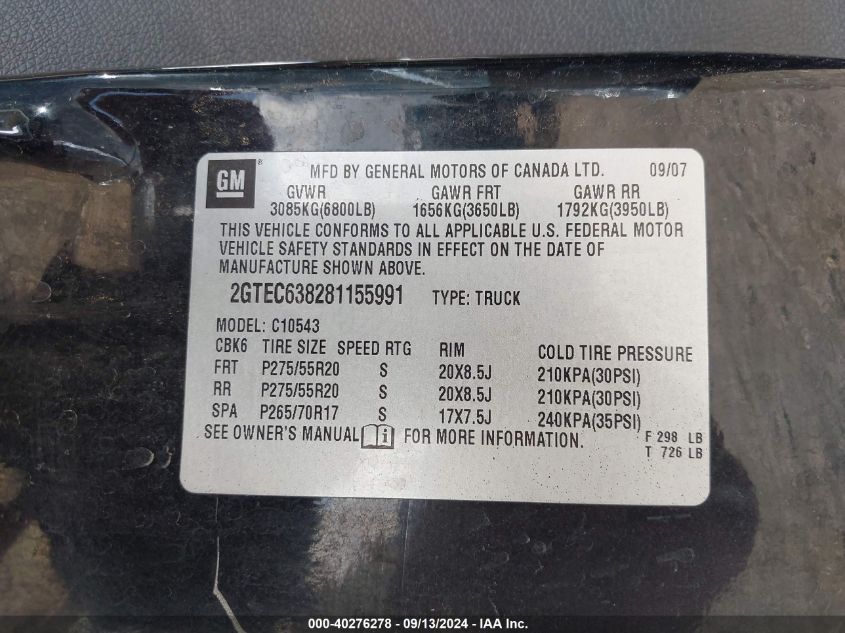 GM ® MFD BY GENERAL MOTORS OF CANADA LTD. 09/07
GVWR GAWR FRT GAWR RR
3085KG(6800LB) 1656KG(3650LB) 1792KG(3950LB)
THIS VEHICLE CONFORMS TO ALL APPLICABLE U.S. FEDERAL MOTOR
VEHICLE SAFETY STANDARDS IN EFFECT ON THE DATE OF
MANUFACTURE SHOWN ABOVE.
2GTEC638281155991 TYPE: TRUCK
MODEL: C10543
CBK6 TIRE SIZE SPEED RTG RIM COLD TIRE PRESSURE
FRT P275/55R20 S 20X8.5J 210KPA(30PSI)
RR P275/55R20 S 20X8.5J 210KPA(30PSI)
SPA P265/70R17 S 17X7.5J 240KPA(35PSI)
SEE OWNER'S MANUAL i FOR MORE INFORMATION.
F 298 LB
T 726 LB
000-40276278 - 09/13/2024 - IAA Inc.